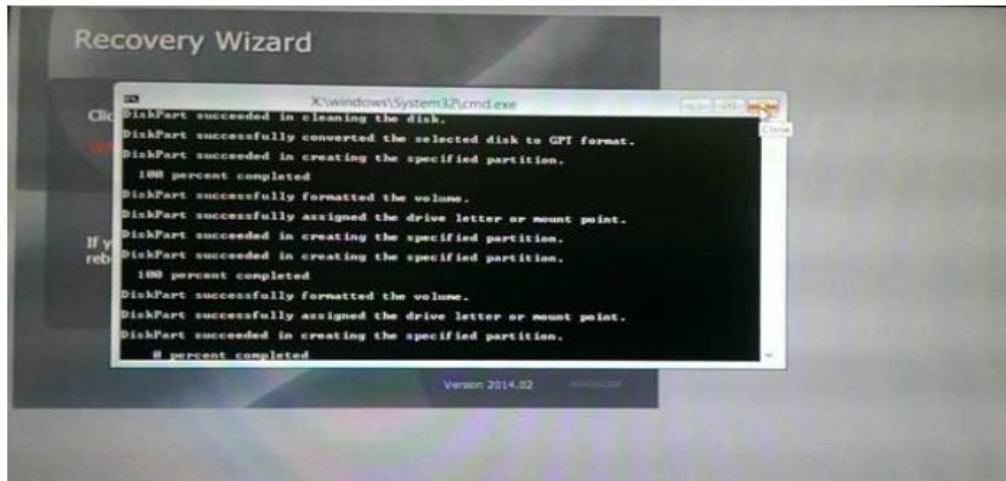 Recovery Wizard
X:\windows\System32\cmd.exe
Clic
Close
DiskPart succeeded in cleaning the disk.
DiskPart successfully converted the selected disk to GPT format.
DiskPart succeeded in creating the specified partition.
100 percent completed
DiskPart successfully formatted the volume.
DiskPart successfully assigned the drive letter or mount point.
DiskPart succeeded in creating the specified partition.
If y
reb
DiskPart succeeded in creating the specified partition.
100 percent completed
DiskPart successfully formatted the volume.
DiskPart successfully assigned the drive letter or mount point.
DiskPart succeeded in creating the specified partition.
0 percent completed
Version 2014.02